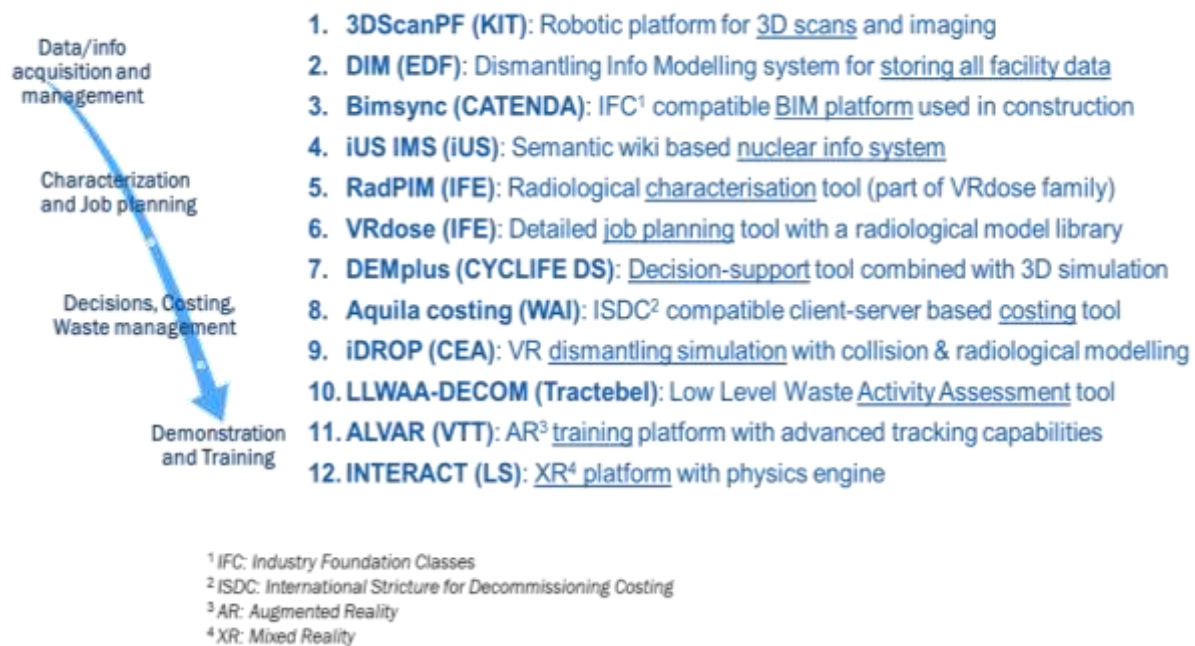 Data/info
acquisition and
management
Characterization
and Job planning
Decisions, Costing,
Waste management
Demonstration
and Training
1. 3DScanPF (KIT): Robotic platform for 3D scans and imaging
2. DIM (EDF): Dismantling Info Modelling system for storing all facility data
3. Bimsync (CATENDA): IFC¹ compatible BIM platform used in construction
4. iUS IMS (iUS): Semantic wiki based nuclear info system
5. RadPIM (IFE): Radiological characterisation tool (part of VRdose family)
6. VRdose (IFE): Detailed job planning tool with a radiological model library
7. DEMplus (CYCLIFE DS): Decision-support tool combined with 3D simulation
8. Aquila costing (WAI): ISDC² compatible client-server based costing tool
9. iDROP (CEA): VR dismantling simulation with collision & radiological modelling
10. LLWAA-DECOM (Tractebel): Low Level Waste Activity Assessment tool
11. ALVAR (VTT): AR³ training platform with advanced tracking capabilities
12. INTERACT (LS): XR⁴ platform with physics engine
¹ IFC: Industry Foundation Classes
² ISDC: International Stricture for Decommissioning Costing
³ AR: Augmented Reality
⁴ XR: Mixed Reality